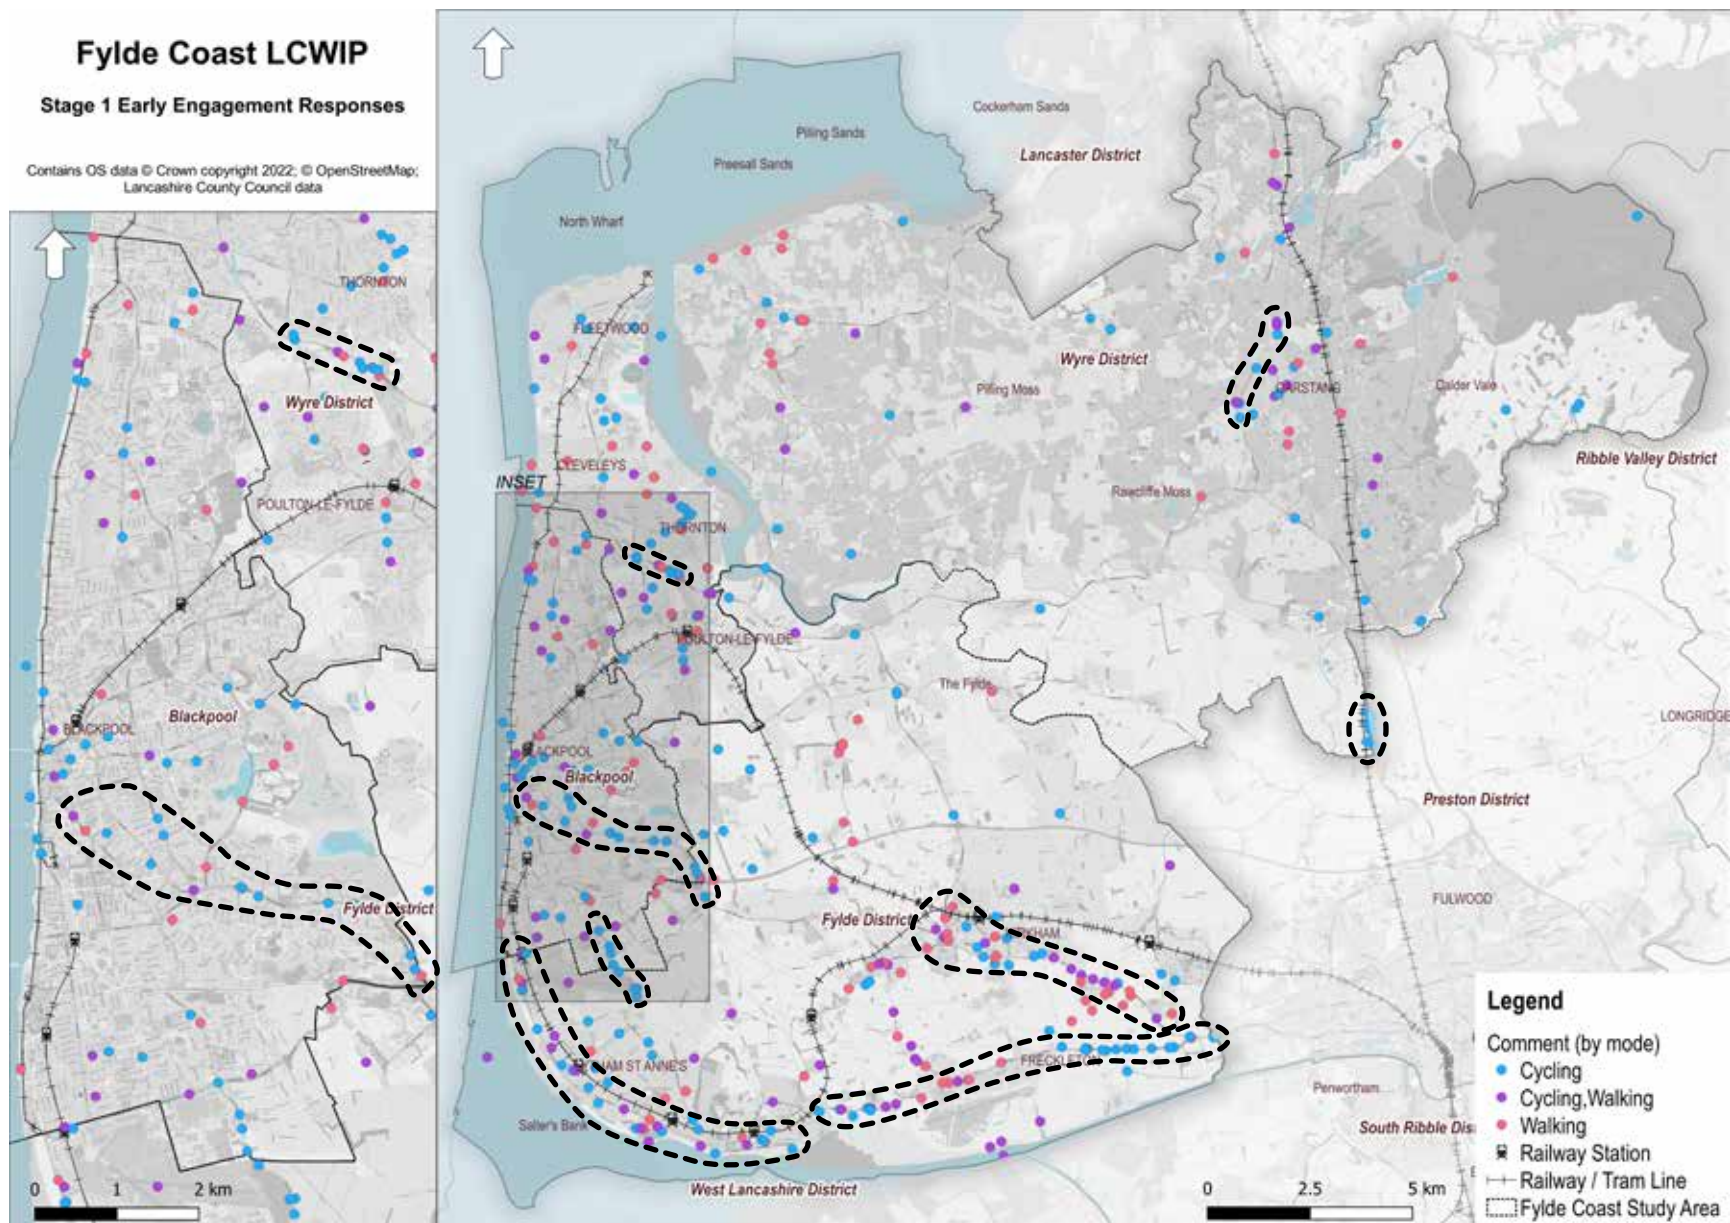 Fylde Coast LCWIP
Stage 1 Early Engagement Responses
Contains OS data © Crown copyright 2022; © OpenStreetMap;
Lancashire County Council data
THORNTON
Wyre District
POULTON-LE-FYLDE
BLACKPOOL
Blackpool
Fylde District
0 1 2 km
Cockerham Sands
Pilling Sands
Preesall Sands
Lancaster District
North Wharf
FLEETWOOD
Wyre District
Pilling Moss
GARSTANG
Calder Vale
CLEVELEYS
Ribble Valley District
INSET
Rawcliffe Moss
THORNTON
POULTON-LE-FYLDE
The Fylde
LONGRIDGE
BLACKPOOL
Blackpool
Preston District
FULWOOD
Fylde District
KIRKHAM
FRECKLETON
LYTHAM ST ANNE'S
Penwortham
Salter's Bank
South Ribble Dis
West Lancashire District
0 2.5 5 km
Legend
Comment (by mode)
Cycling
Cycling,Walking
Walking
Railway Station
Railway / Tram Line
Fylde Coast Study Area